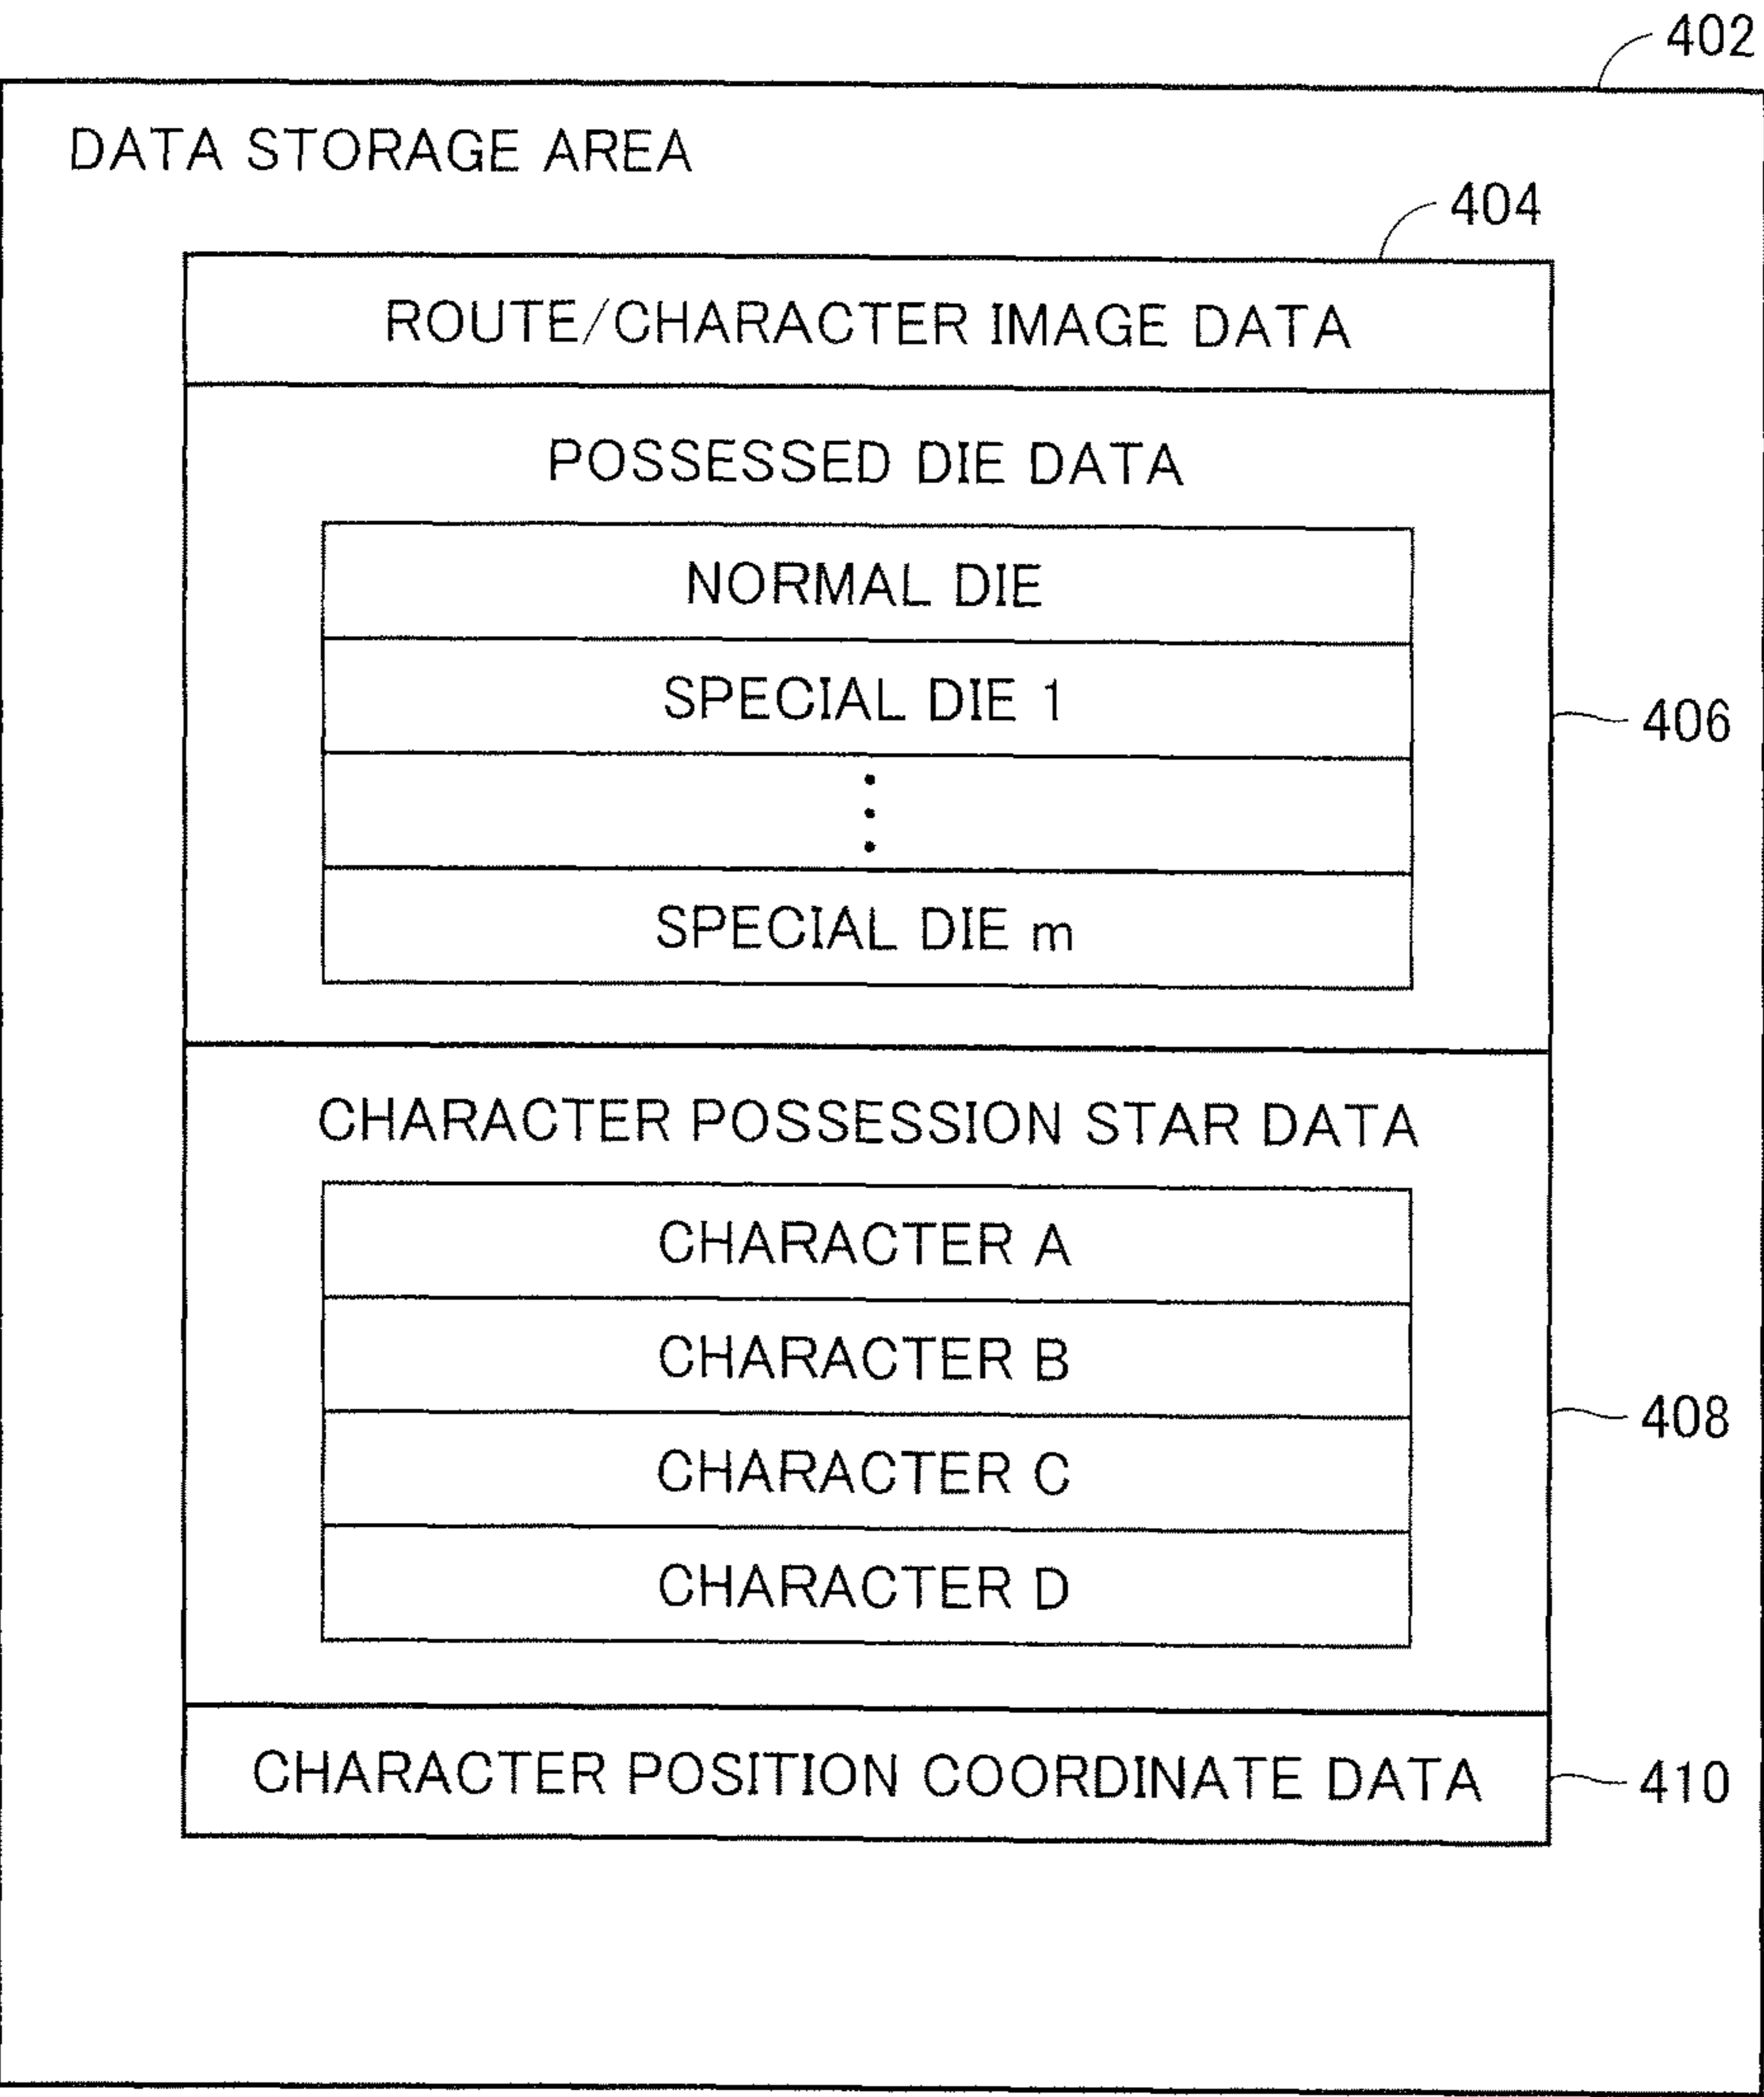 402
DATA STORAGE AREA
404
ROUTE/CHARACTER IMAGE DATA
POSSESSED DIE DATA
NORMAL DIE
SPECIAL DIE 1
406
SPECIAL DIE m
CHARACTER POSSESSION STAR DATA
CHARACTER A
CHARACTER B
408
CHARACTER C
CHARACTER D
CHARACTER POSITION COORDINATE DATA
410